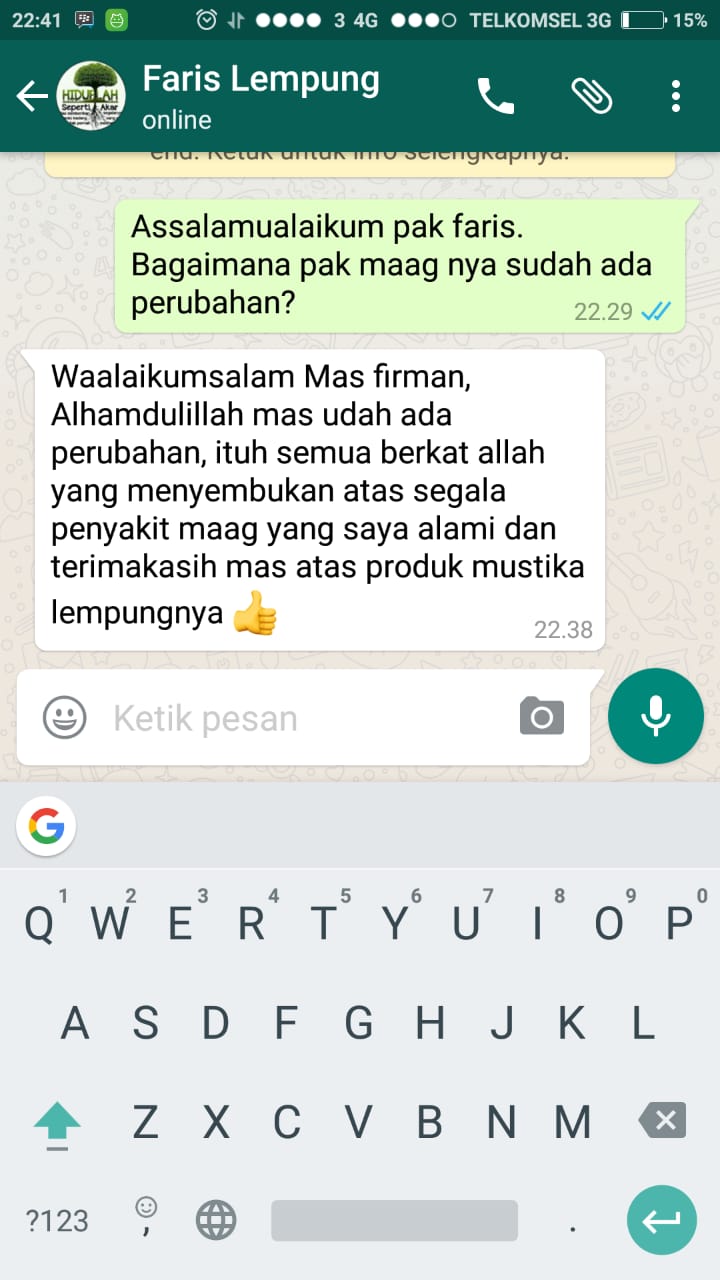 22:41 3 4G TELKOMSEL 3G 15%
Faris Lempung
online
end. Ketuk untuk info selengkapnya.
Assalamualaikum pak faris.
Bagaimana pak maag nya sudah ada
perubahan?
22.29
Waalaikumsalam Mas firman,
Alhamdulillah mas udah ada
perubahan, ituh semua berkat allah
yang menyembukan atas segala
penyakit maag yang saya alami dan
terimakasih mas atas produk mustika
lempungnya 👍
22.38
Ketik pesan
G
1 2 3 4 5 6 7 8 9 0
Q W E R T Y U I O P
A S D F G H J K L
Z X C V B N M
?123 , .